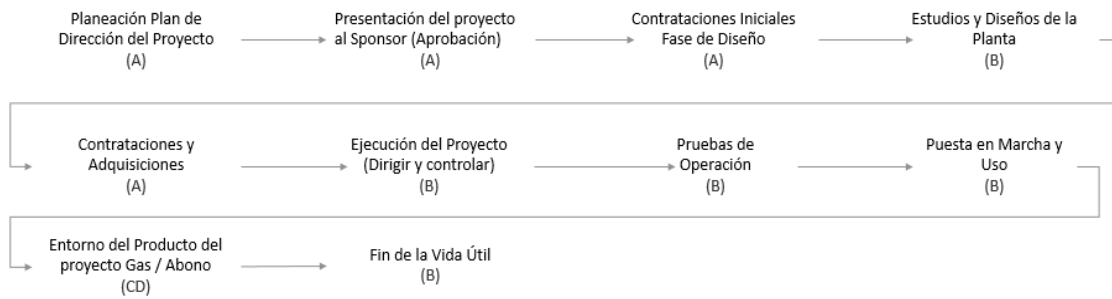 Planeación Plan de
Dirección del Proyecto
(A)
Presentación del proyecto
al Sponsor (Aprobación)
(A)
Contrataciones Iniciales
Fase de Diseño
(A)
Estudios y Diseños de la
Planta
(B)
Contrataciones y
Adquisiciones
(A)
Ejecución del Proyecto
(Dirigir y controlar)
(B)
Pruebas de
Operación
(B)
Puesta en Marcha y
Uso
(B)
Entorno del Producto del
proyecto Gas / Abono
(CD)
Fin de la Vida Útil
(B)